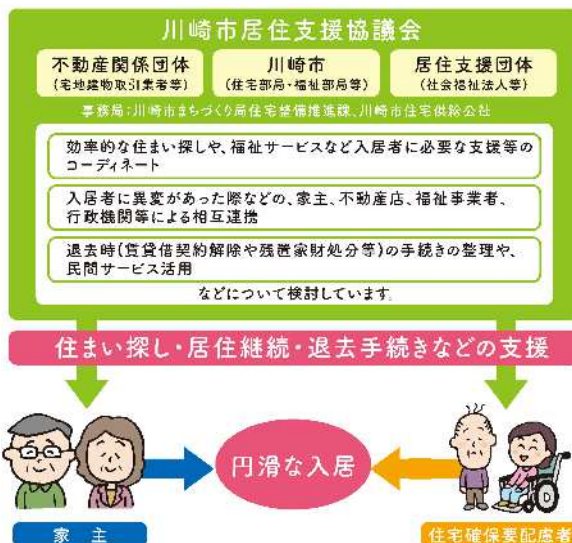 川崎市居住支援協議会
不動産関係団体
(宅地建物取引業者等)
川崎市
(住宅部局・福祉部局等)
居住支援団体
(社会福祉法人等)
事務局:川崎市まちづくり局住宅整備推進課、川崎市住宅供給公社
効率的な住まい探しや、福祉サービスなど入居者に必要な支援等の
コーディネート
入居者に異変があった際などの、家主、不動産店、福祉事業者、
行政機関等による相互連携
退去時(賃貸借契約解除や残置家財処分等)の手続きの整理や、
民間サービス活用
などについて検討しています。
住まい探し・居住継続・退去手続きなどの支援
円滑な入居
家主
住宅確保要配慮者